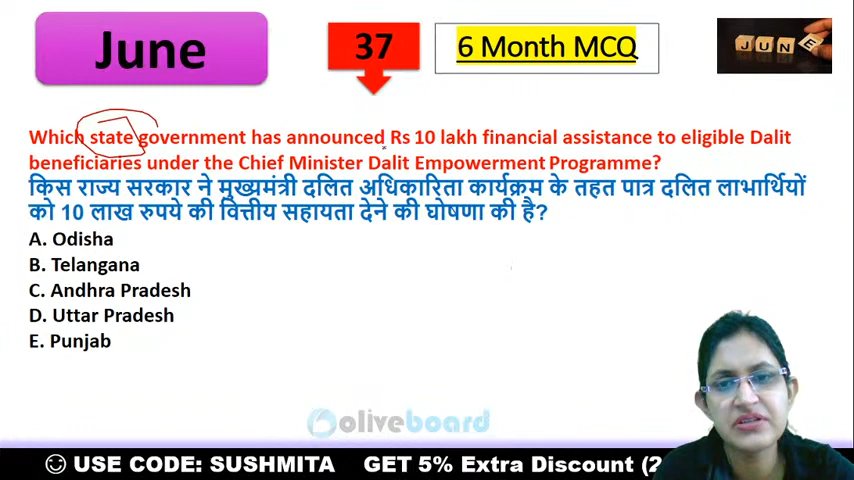 June
37
6 Month MCQ
JUNE
Which state government has announced Rs 10 lakh financial assistance to eligible Dalit
beneficiaries under the Chief Minister Dalit Empowerment Programme?
किस राज्य सरकार ने मुख्यमंत्री दलित अधिकारिता कार्यक्रम के तहत पात्र दलित लाभार्थियों
को 10 लाख रुपये की वित्तीय सहायता देने की घोषणा की है?
A. Odisha
B. Telangana
C. Andhra Pradesh
D. Uttar Pradesh
E. Punjab
oliveboard
USE CODE: SUSHMITA GET 5% Extra Discount (2